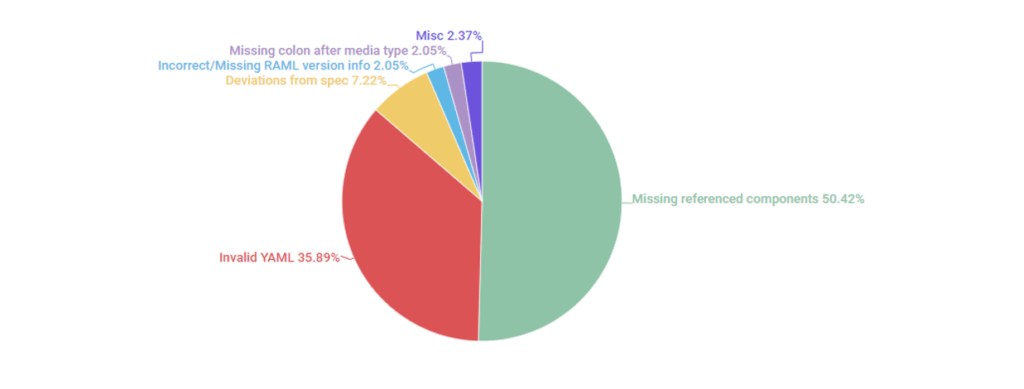 Misc 2.37%
Missing colon after media type 2.05%
Incorrect/Missing RAML version info 2.05%
Deviations from spec 7.22%
Missing referenced components 50.42%
Invalid YAML 35.89%